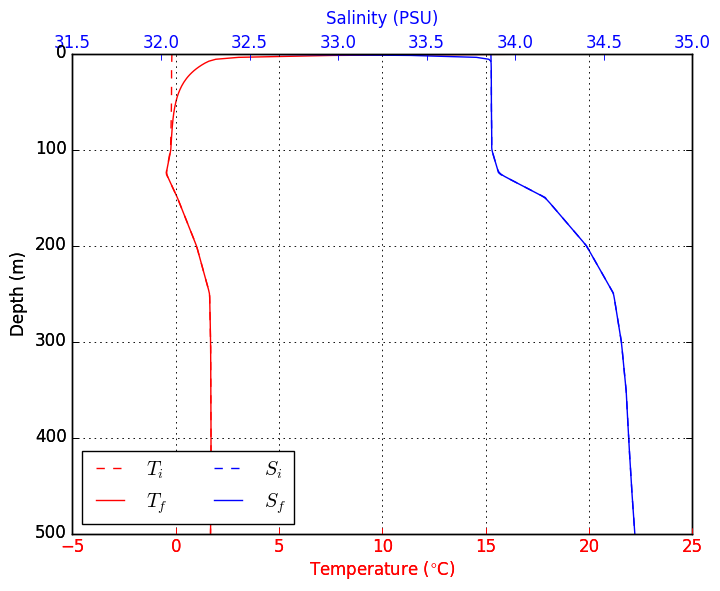 Salinity (PSU)
31.5 32.0 32.5 33.0 33.5 34.0 34.5 35.0
0
100
200
300
400
500
Depth (m)
T_i S_i
T_f S_f
−5 0 5 10 15 20 25
Temperature (°C)